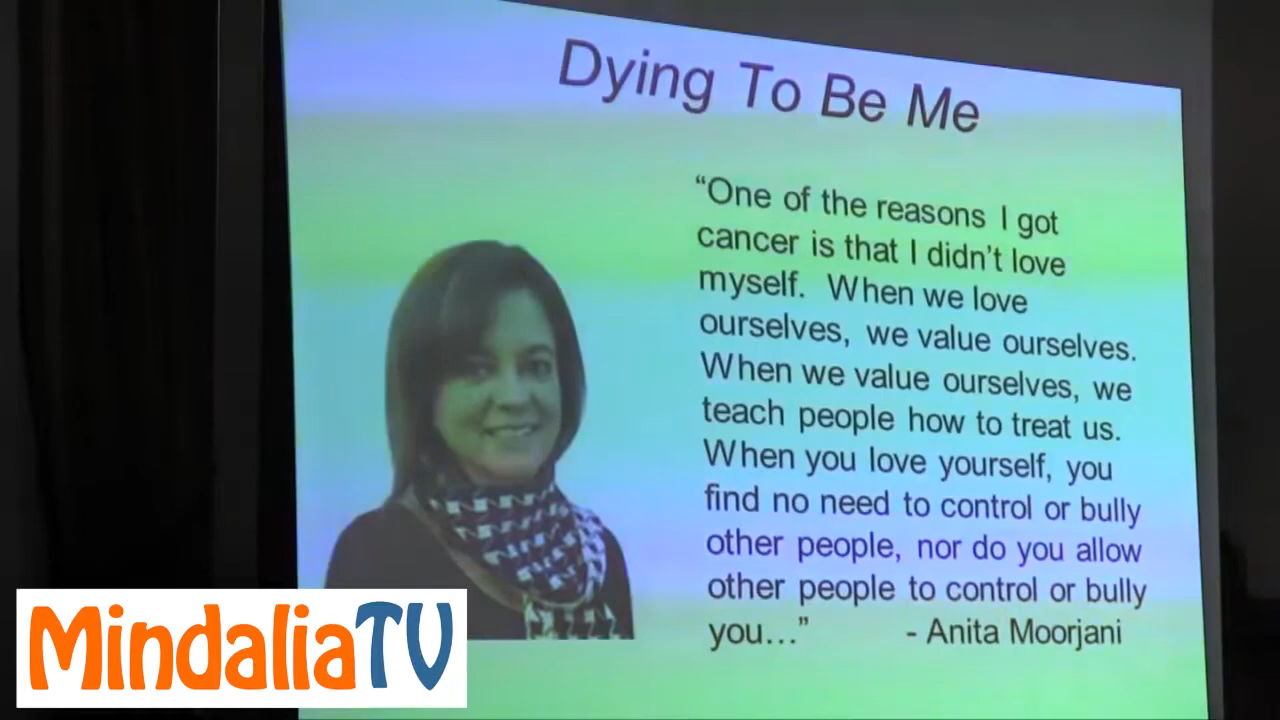 Dying To Be Me
“One of the reasons I got
cancer is that I didn’t love
myself. When we love
ourselves, we value ourselves.
When we value ourselves, we
teach people how to treat us.
When you love yourself, you
find no need to control or bully
other people, nor do you allow
other people to control or bully
you…” - Anita Moorjani
MindaliaTV